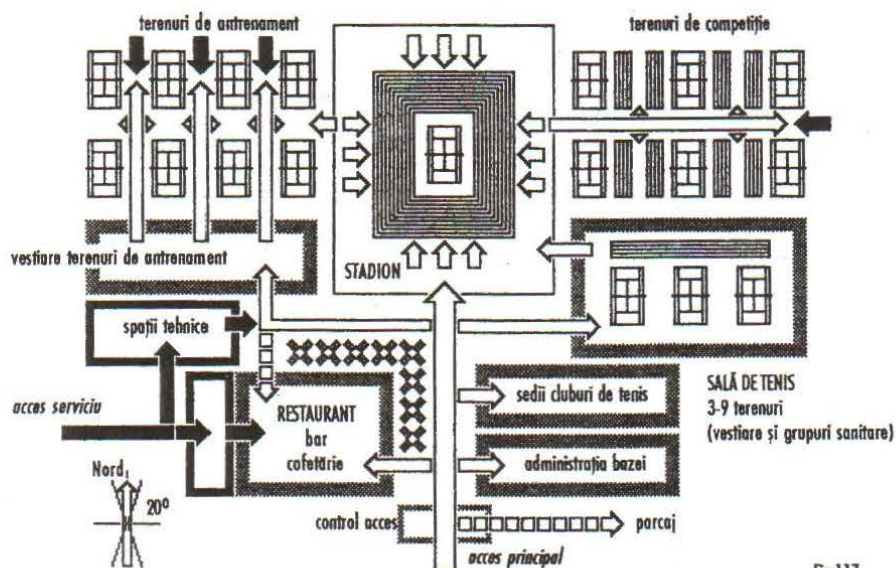 terenuri de antrenament
terenuri de competiție
vestiare terenuri de antrenament
STADION
spații tehnice
acces serviciu
RESTAURANT
bar
cofetărie
sedii cluburi de tenis
administrația bazei
SALĂ DE TENIS
3-9 terenuri
(vestiare și grupuri sanitare)
Nord
20°
control acces
parcaj
acces principal